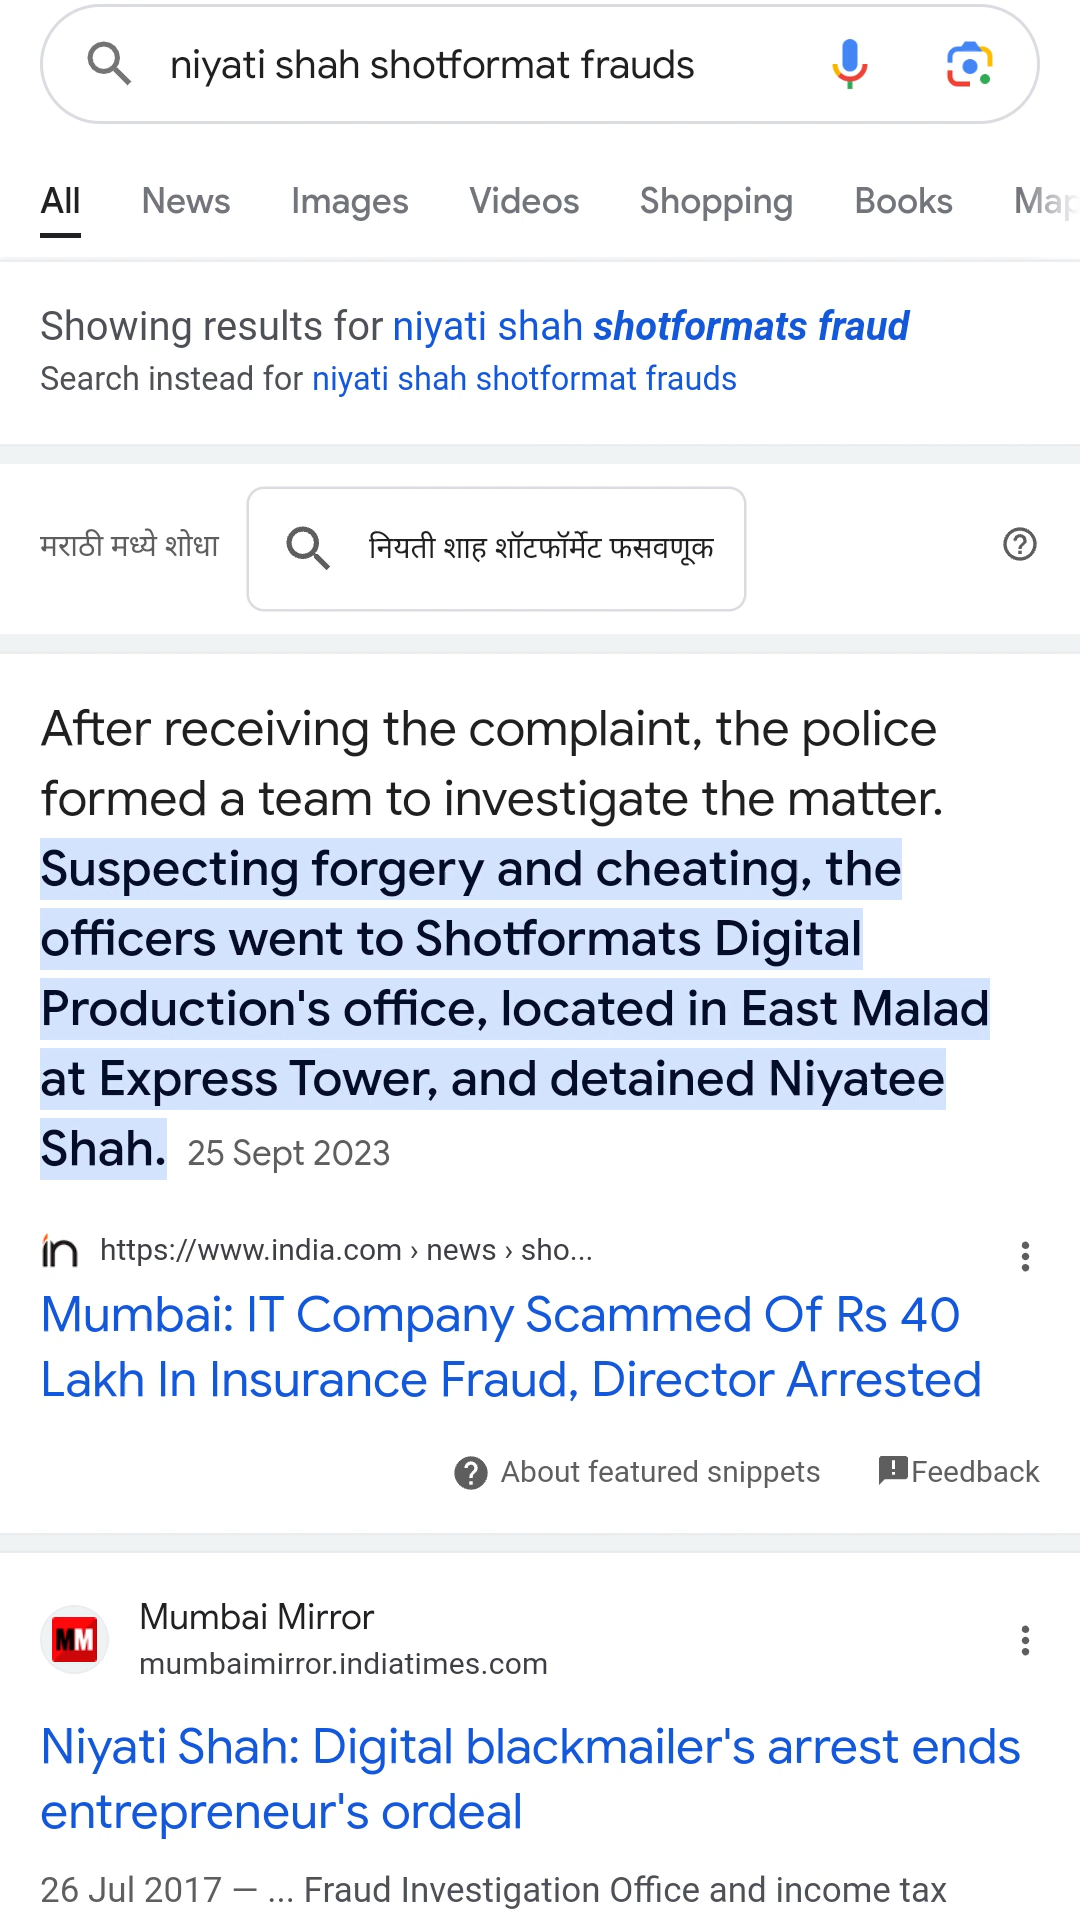 niyati shah shotformat frauds
All News Images Videos Shopping Books Map
Showing results for niyati shah shotformats fraud
Search instead for niyati shah shotformat frauds
मराठी मध्ये शोधा नियती शाह शॉटफॉर्मेट फसवणूक
After receiving the complaint, the police
formed a team to investigate the matter.
Suspecting forgery and cheating, the
officers went to Shotformats Digital
Production's office, located in East Malad
at Express Tower, and detained Niyatee
Shah. 25 Sept 2023
in https://www.india.com › news › sho...
Mumbai: IT Company Scammed Of Rs 40
Lakh In Insurance Fraud, Director Arrested
About featured snippets Feedback
MM Mumbai Mirror
mumbaimirror.indiatimes.com
Niyati Shah: Digital blackmailer's arrest ends
entrepreneur's ordeal
26 Jul 2017 — ... Fraud Investigation Office and income tax